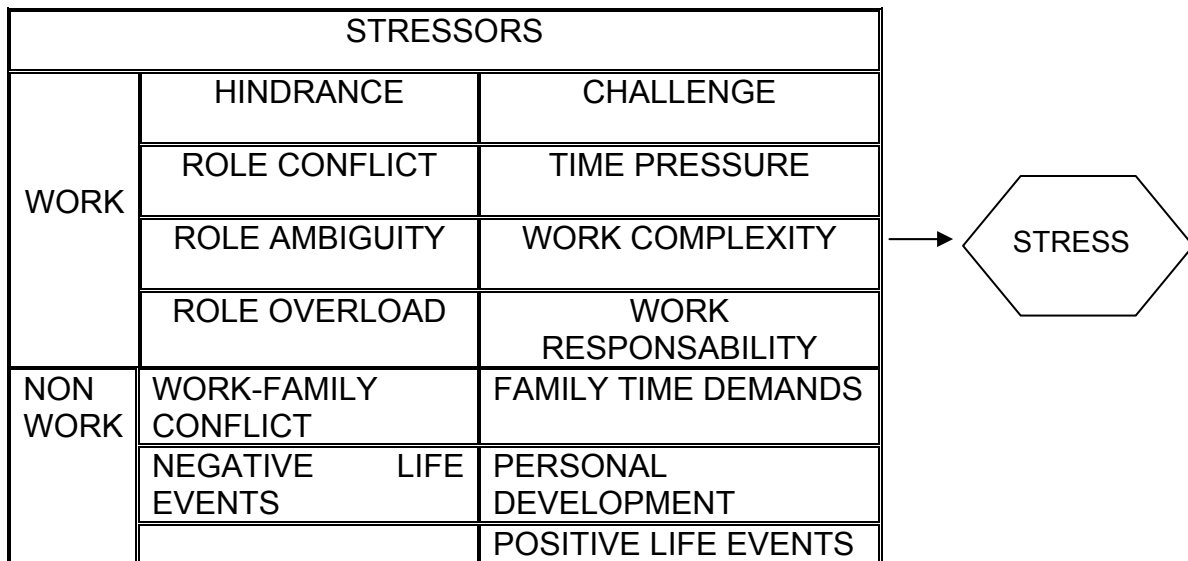 STRESSORS
HINDRANCE
CHALLENGE
WORK
ROLE CONFLICT
TIME PRESSURE
ROLE AMBIGUITY
WORK COMPLEXITY
ROLE OVERLOAD
WORK
RESPONSABILITY
NON
WORK
WORK-FAMILY
CONFLICT
FAMILY TIME DEMANDS
NEGATIVE LIFE
EVENTS
PERSONAL
DEVELOPMENT
POSITIVE LIFE EVENTS
STRESS